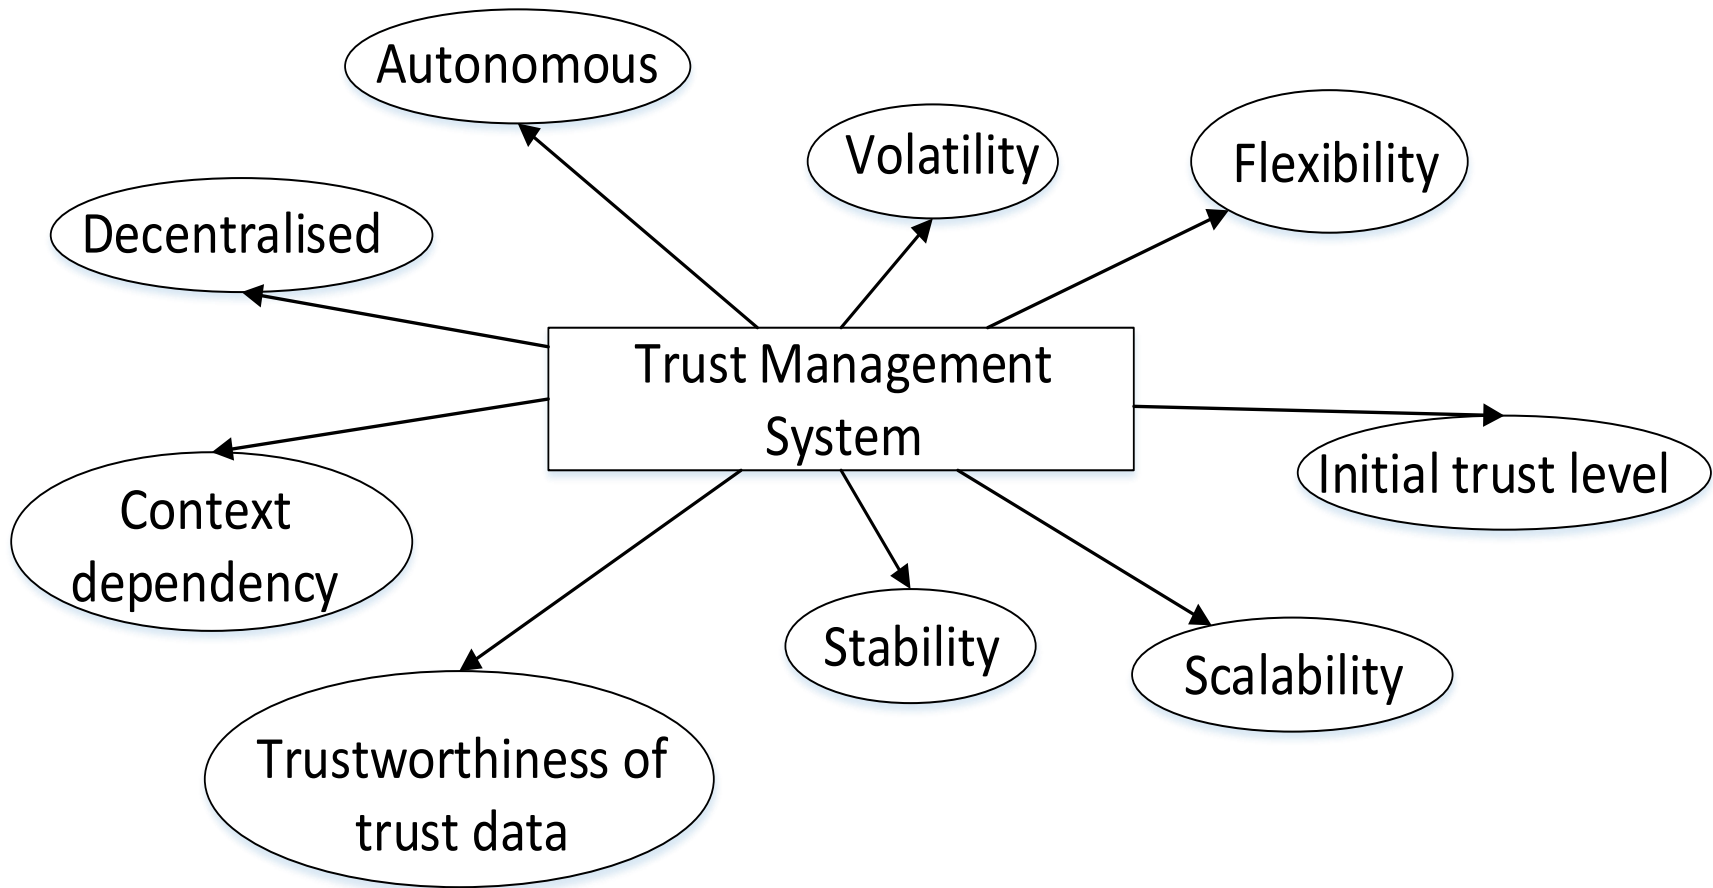 Autonomous
Volatility
Flexibility
Decentralised
Trust Management
System
Initial trust level
Context
dependency
Stability
Scalability
Trustworthiness of
trust data